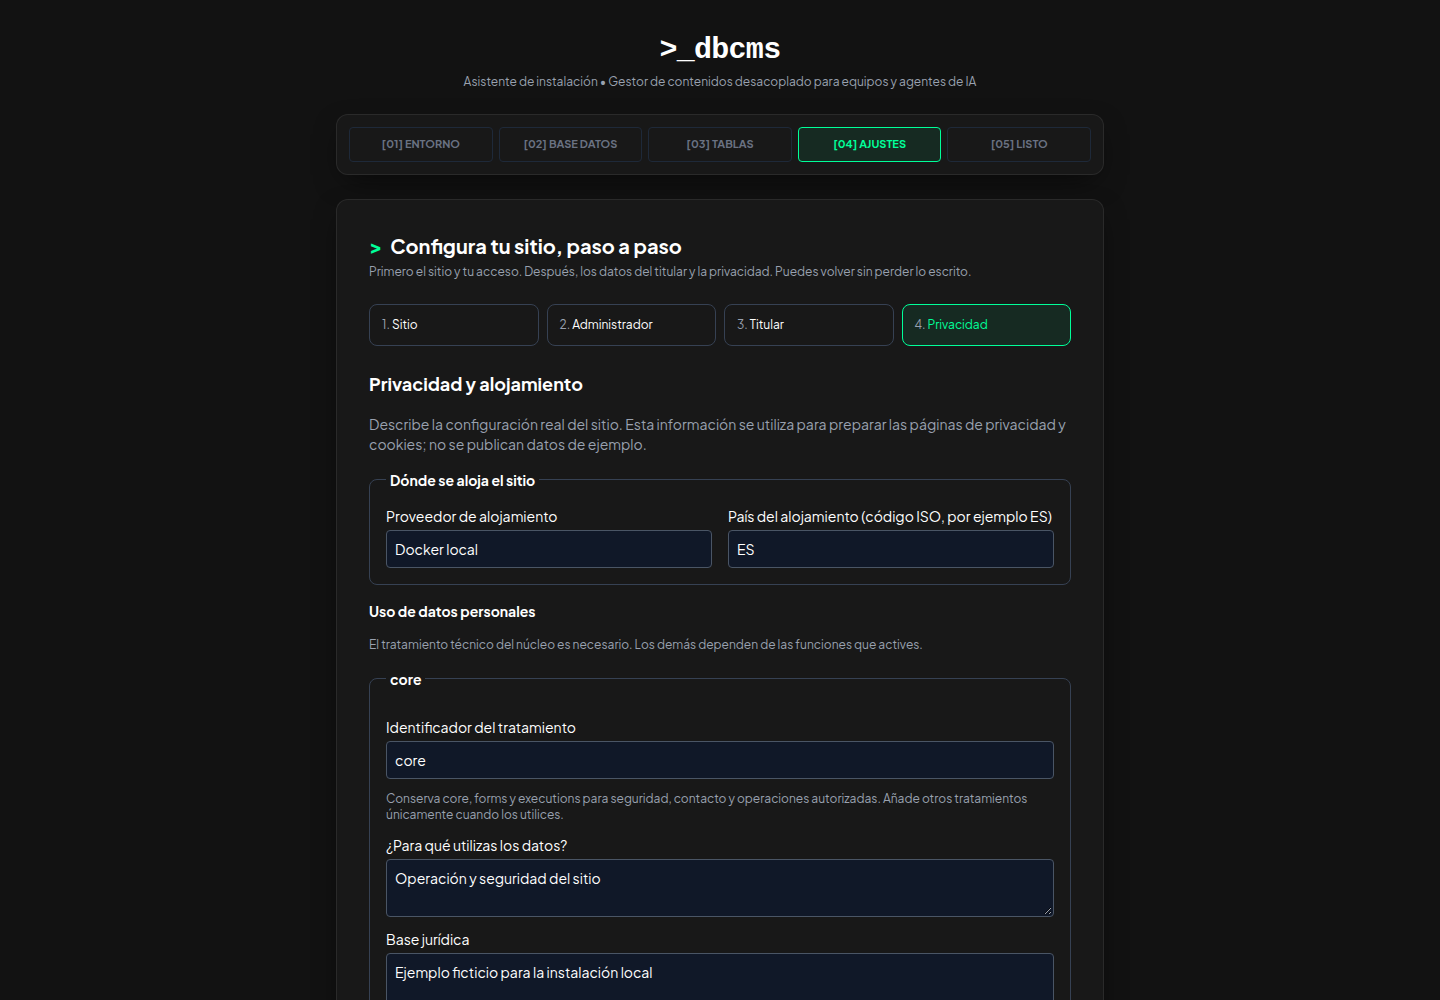 >_dbcms
Asistente de instalación • Gestor de contenidos desacoplado para equipos y agentes de IA
[01] ENTORNO
[02] BASE DATOS
[03] TABLAS
[04] AJUSTES
[05] LISTO
> Configura tu sitio, paso a paso
Primero el sitio y tu acceso. Después, los datos del titular y la privacidad. Puedes volver sin perder lo escrito.
1. Sitio
2. Administrador
3. Titular
4. Privacidad
Privacidad y alojamiento
Describe la configuración real del sitio. Esta información se utiliza para preparar las páginas de privacidad y
cookies; no se publican datos de ejemplo.
Dónde se aloja el sitio
Proveedor de alojamiento
Docker local
País del alojamiento (código ISO, por ejemplo ES)
ES
Uso de datos personales
El tratamiento técnico del núcleo es necesario. Los demás dependen de las funciones que actives.
core
Identificador del tratamiento
core
Conserva core, forms y executions para seguridad, contacto y operaciones autorizadas. Añade otros tratamientos
únicamente cuando los utilices.
¿Para qué utilizas los datos?
Operación y seguridad del sitio
Base jurídica
Ejemplo ficticio para la instalación local